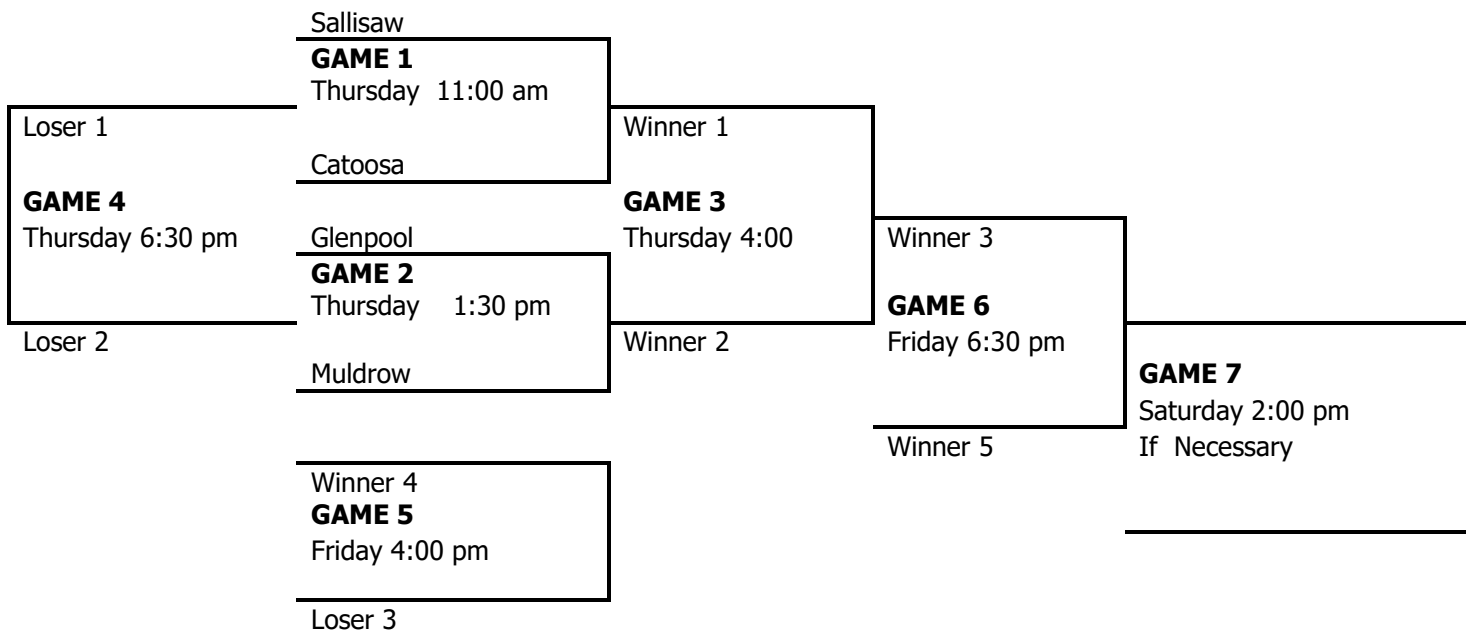 Sallisaw
GAME 1
Thursday 11:00 am
Loser 1
Winner 1
Catoosa
GAME 4
GAME 3
Thursday 6:30 pm
Glenpool
Thursday 4:00
Winner 3
GAME 2
Thursday 1:30 pm
GAME 6
Loser 2
Winner 2
Friday 6:30 pm
Muldrow
GAME 7
Saturday 2:00 pm
Winner 5
If Necessary
Winner 4
GAME 5
Friday 4:00 pm
Loser 3